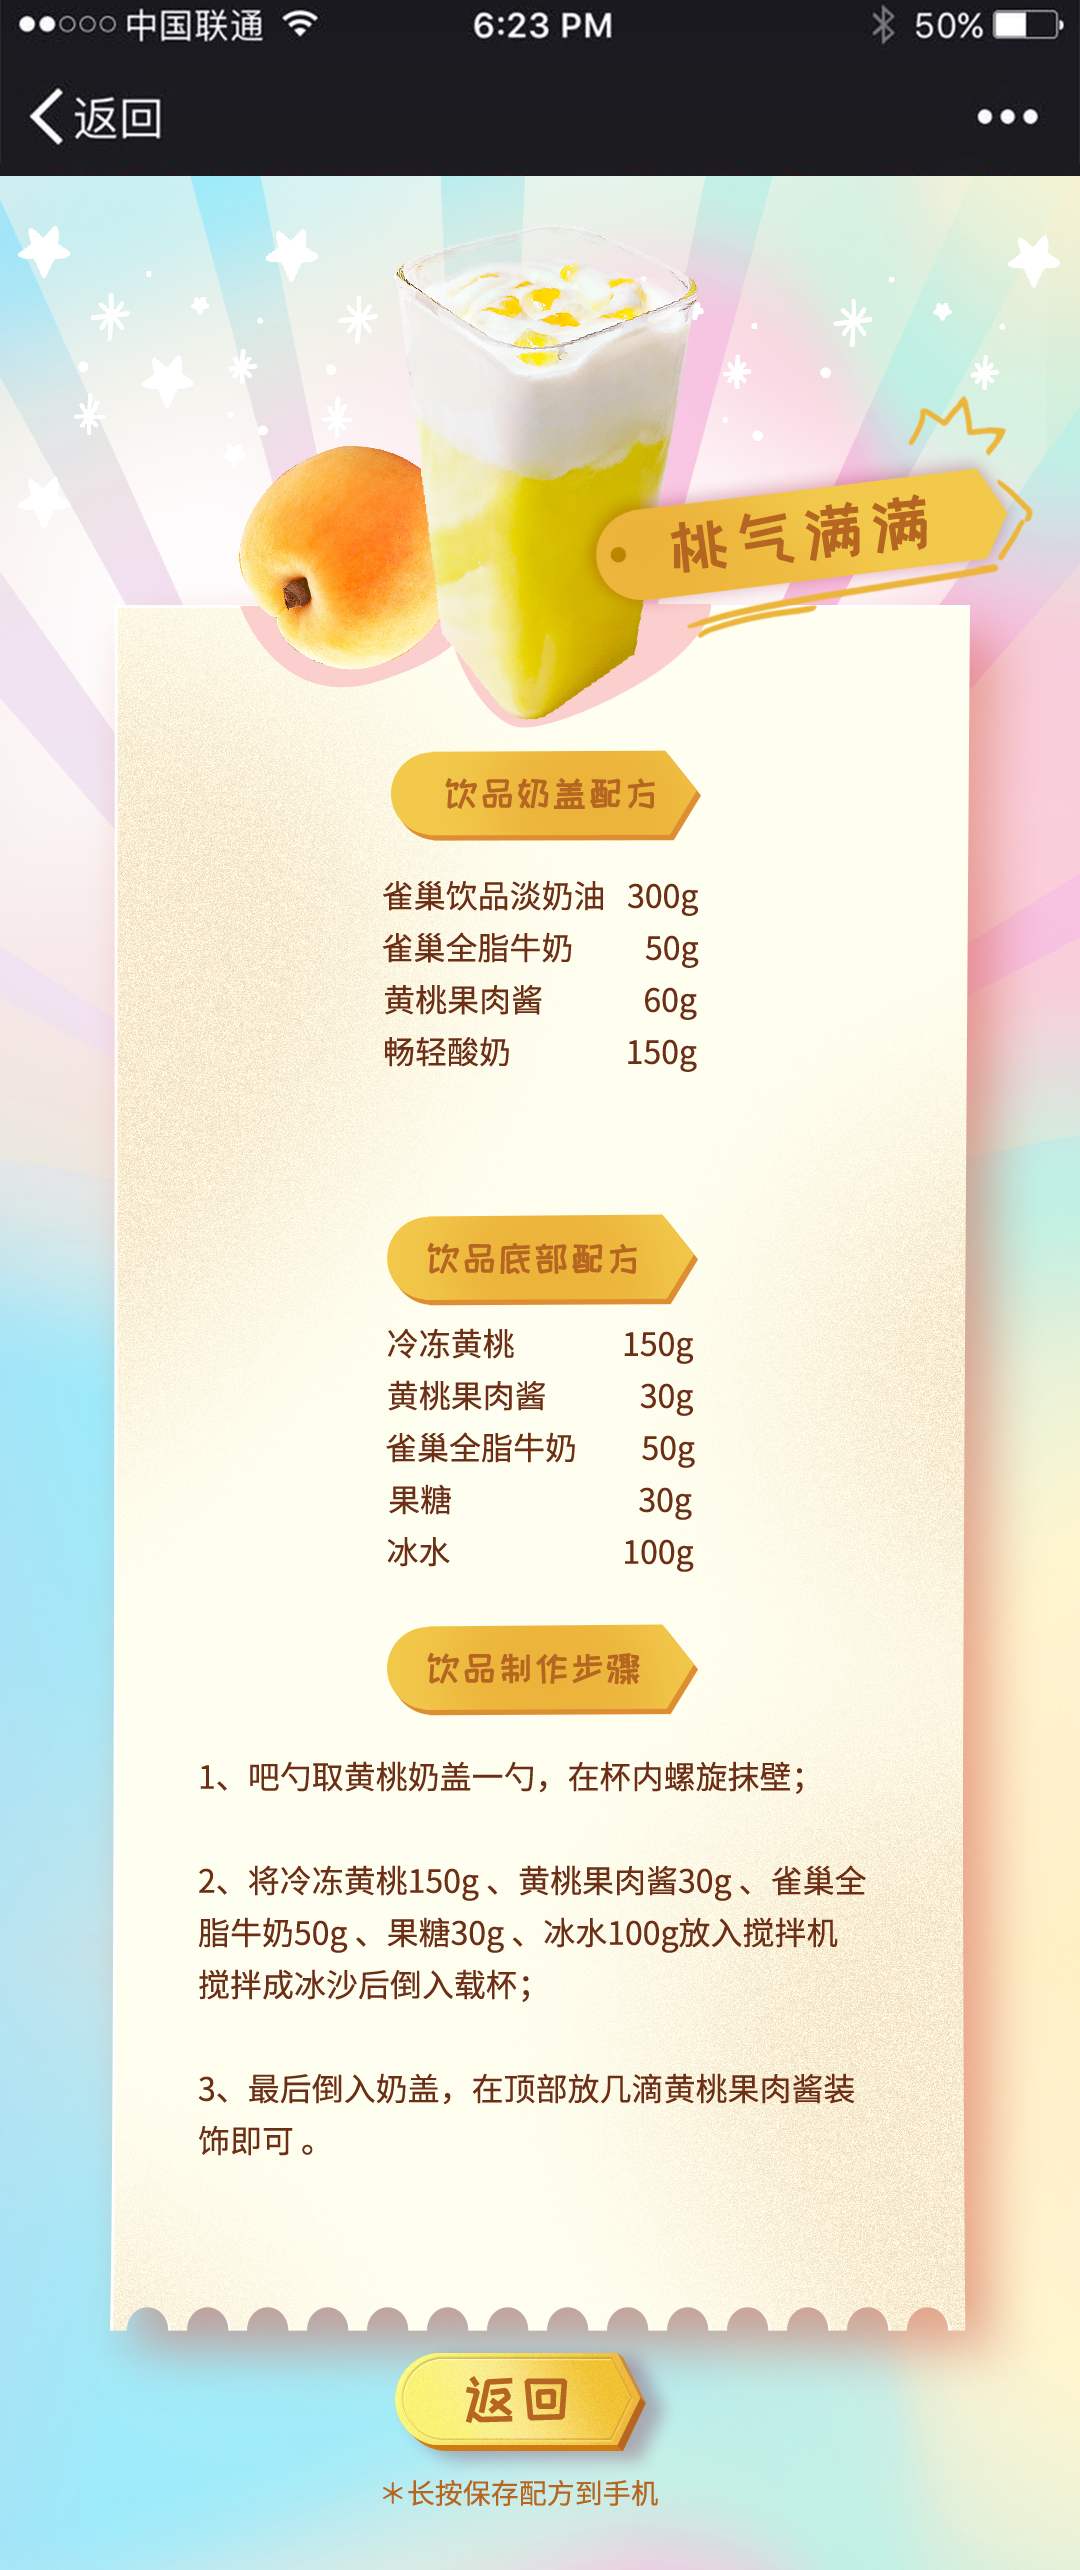 中国联通 6:23 PM 50%
返回
桃气满满
饮品奶盖配方
雀巢饮品淡奶油 300g
雀巢全脂牛奶 50g
黄桃果肉酱 60g
畅轻酸奶 150g
饮品底部配方
冷冻黄桃 150g
黄桃果肉酱 30g
雀巢全脂牛奶 50g
果糖 30g
冰水 100g
饮品制作步骤
1、吧勺取黄桃奶盖一勺，在杯内螺旋抹壁；
2、将冷冻黄桃150g 、黄桃果肉酱30g 、雀巢全
脂牛奶50g 、果糖30g 、冰水100g放入搅拌机
搅拌成冰沙后倒入载杯；
3、最后倒入奶盖，在顶部放几滴黄桃果肉酱装
饰即可 。
返回
＊长按保存配方到手机